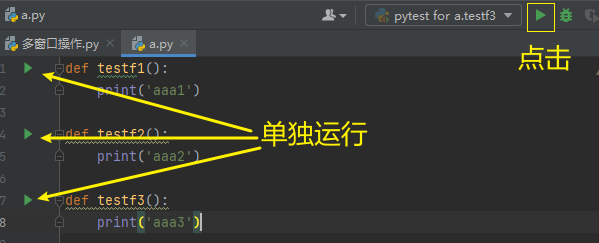 a.py
pytest for a.testf3
多窗口操作.py
a.py
点击
1 def testf1():
2 print('aaa1')
3
4 def testf2():
5 print('aaa2')
单独运行
6
7 def testf3():
8 print('aaa3')